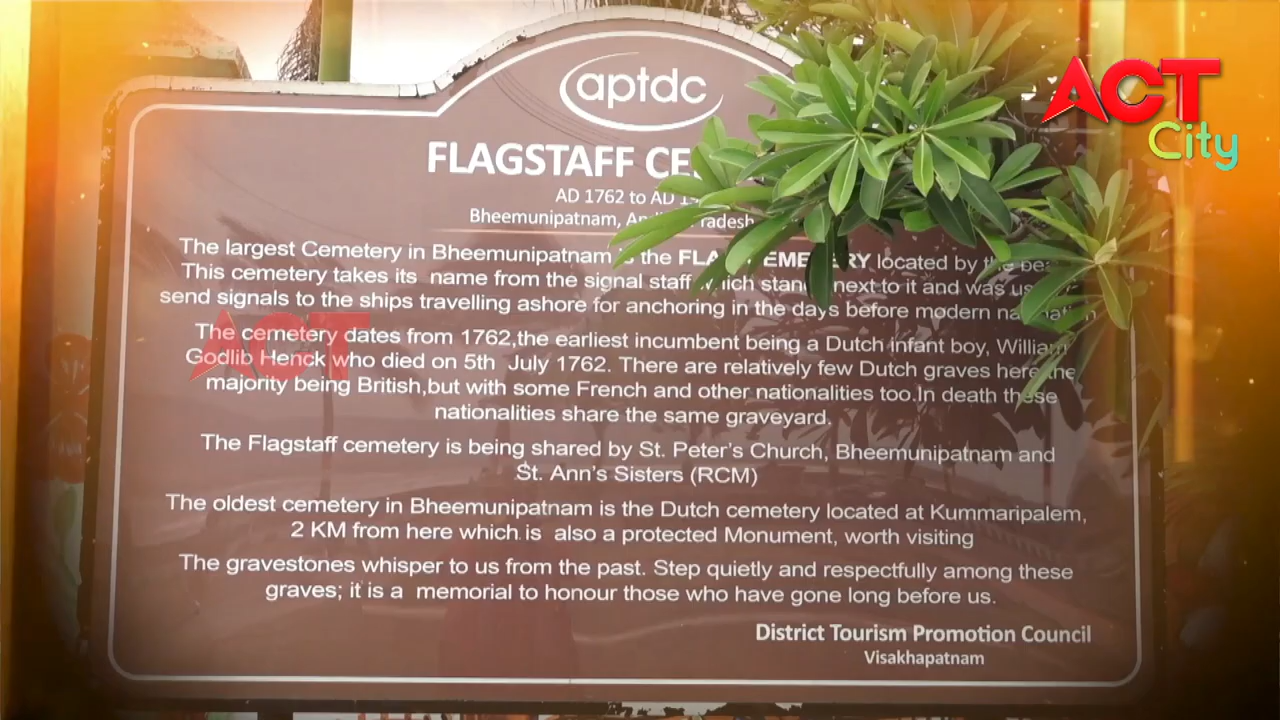 aptdc
ACT
City
FLAGSTAFF
AD 1762 to AD
Bheemunipatnam,
The largest Cemetery in Bheemunipatnam is the located by the
This cemetery takes its name from the signal staff which next to it and was
send signals to the ships travelling ashore for anchoring in the days before modern
ACT
The cemetery dates from 1762,the earliest incumbent being a Dutch infant boy, William
Godlib Henck who died on 5th July 1762. There are relatively few Dutch graves here,the
majority being British,but with some French and other nationalities too.In death these
nationalities share the same graveyard.
The Flagstaff cemetery is being shared by St. Peter's Church, Bheemunipatnam and
St. Ann's Sisters (RCM)
The oldest cemetery in Bheemunipatnam is the Dutch cemetery located at Kummaripalem,
2 KM from here which is also a protected Monument, worth visiting
The gravestones whisper to us from the past. Step quietly and respectfully among these
graves; it is a memorial to honour those who have gone long before us.
District Tourism Promotion Council
Visakhapatnam